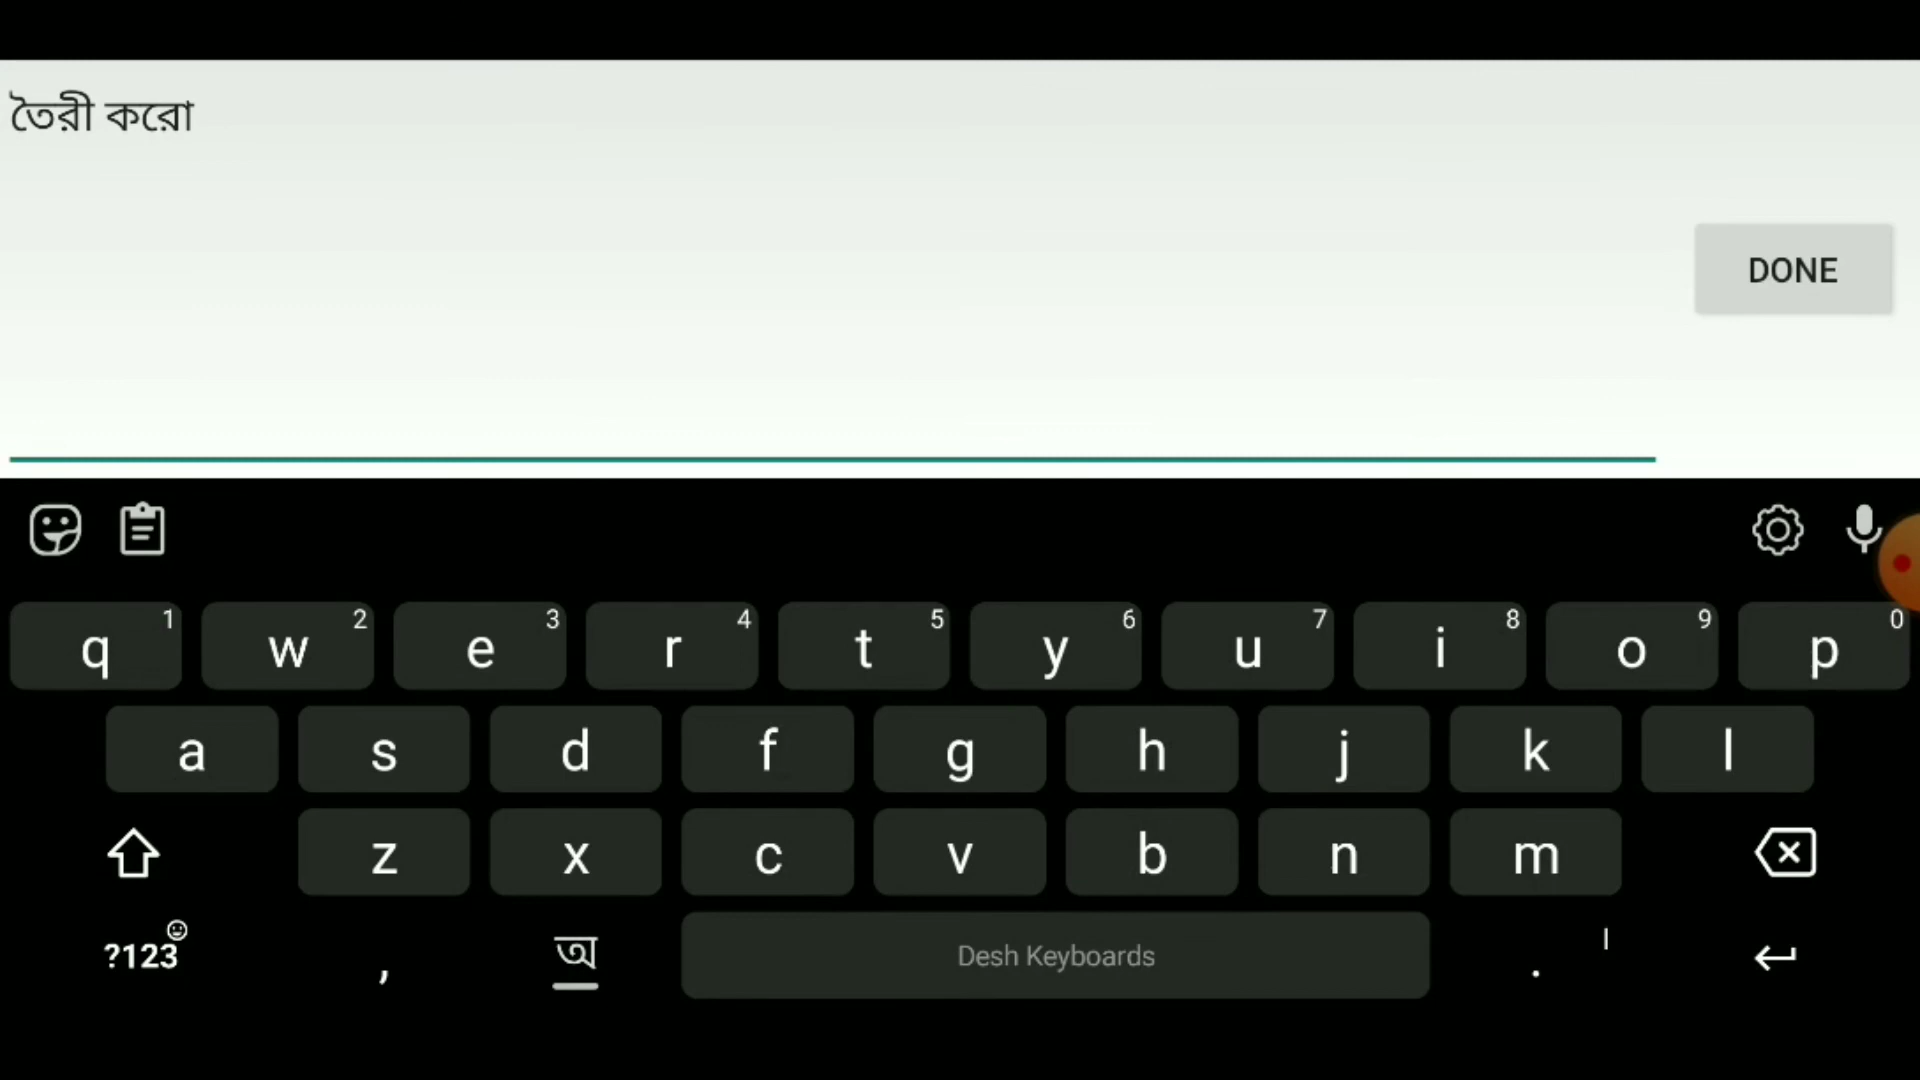 তৈরী করো
DONE
q 1 w 2 e 3 r 4 t 5 y 6 u 7 i 8 o 9 p 0
a s d f g h j k l
z x c v b n m
?123 , অ Desh Keyboards . ।